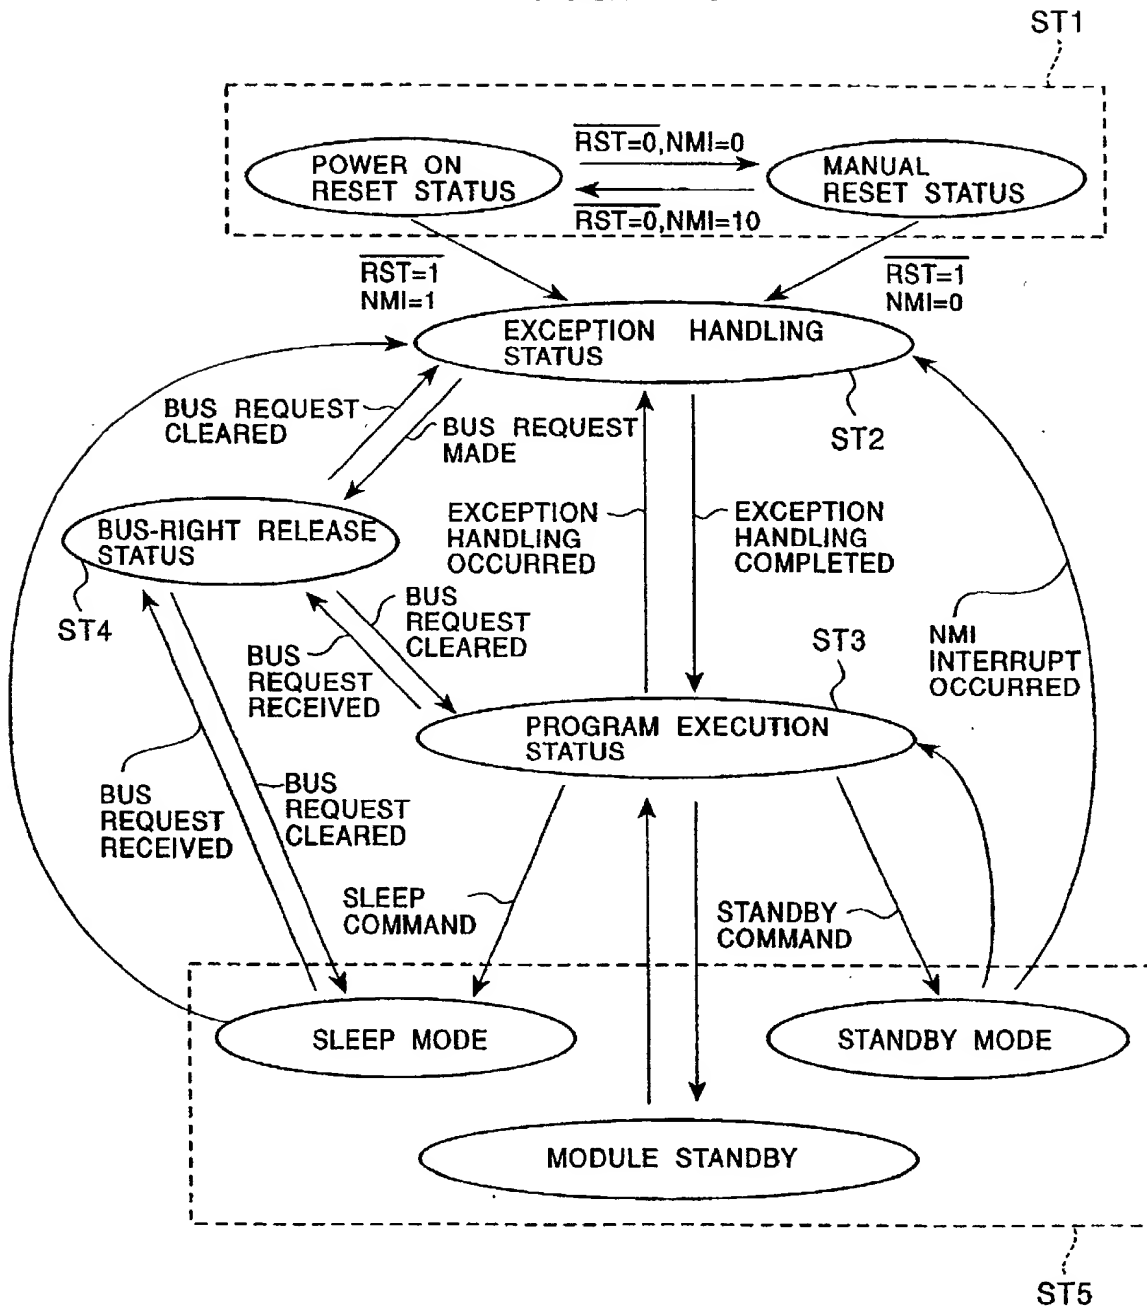 ST1
RST=0,NMI=0
POWER ON
RESET STATUS
MANUAL
RESET STATUS
RST=0,NMI=10
RST=1
NMI=1
RST=1
NMI=0
EXCEPTION HANDLING
STATUS
BUS REQUEST
CLEARED
BUS REQUEST
MADE
ST2
BUS-RIGHT RELEASE
STATUS
EXCEPTION
HANDLING
OCCURRED
EXCEPTION
HANDLING
COMPLETED
ST4
BUS
REQUEST
CLEARED
BUS
REQUEST
RECEIVED
ST3
NMI
INTERRUPT
OCCURRED
PROGRAM EXECUTION
STATUS
BUS
REQUEST
RECEIVED
BUS
REQUEST
CLEARED
SLEEP
COMMAND
STANDBY
COMMAND
SLEEP MODE
STANDBY MODE
MODULE STANDBY
ST5